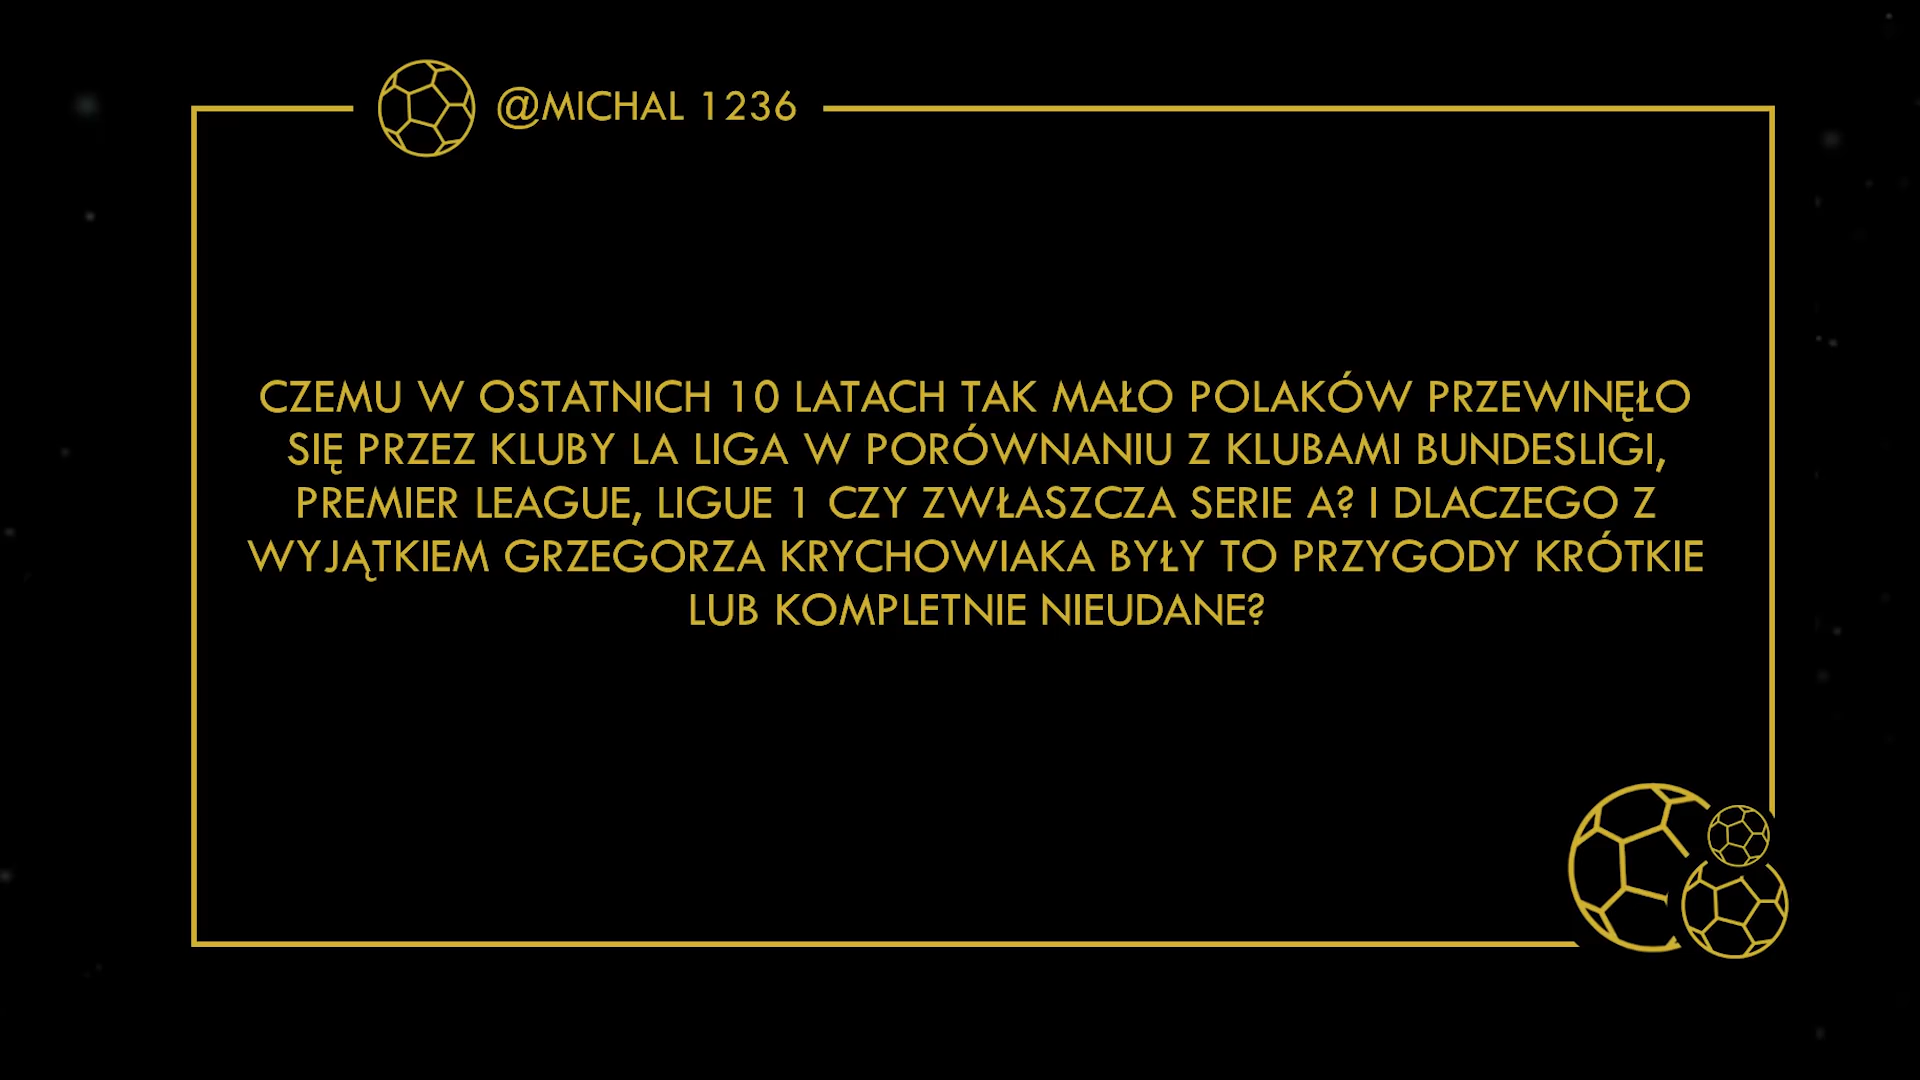 @MICHAL 1236
CZEMU W OSTATNICH 10 LATACH TAK MAŁO POLAKÓW PRZEWINĘŁO
SIĘ PRZEZ KLUBY LA LIGA W PORÓWNANIU Z KLUBAMI BUNDESLIGI,
PREMIER LEAGUE, LIGUE 1 CZY ZWŁASZCZA SERIE A? I DLACZEGO Z
WYJĄTKIEM GRZEGORZA KRYCHOWIAKA BYŁY TO PRZYGODY KRÓTKIE
LUB KOMPLETNIE NIEUDANE?